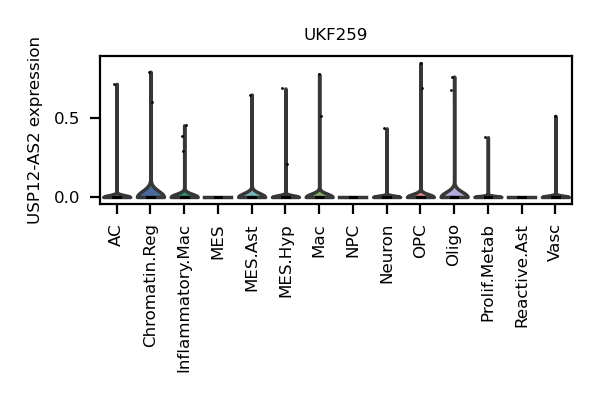 UKF259
USP12-AS2 expression
0.5
0.0
AC
Chromatin.Reg
Inflammatory.Mac
MES
MES.Ast
MES.Hyp
Mac
NPC
Neuron
OPC
Oligo
Prolif.Metab
Reactive.Ast
Vasc